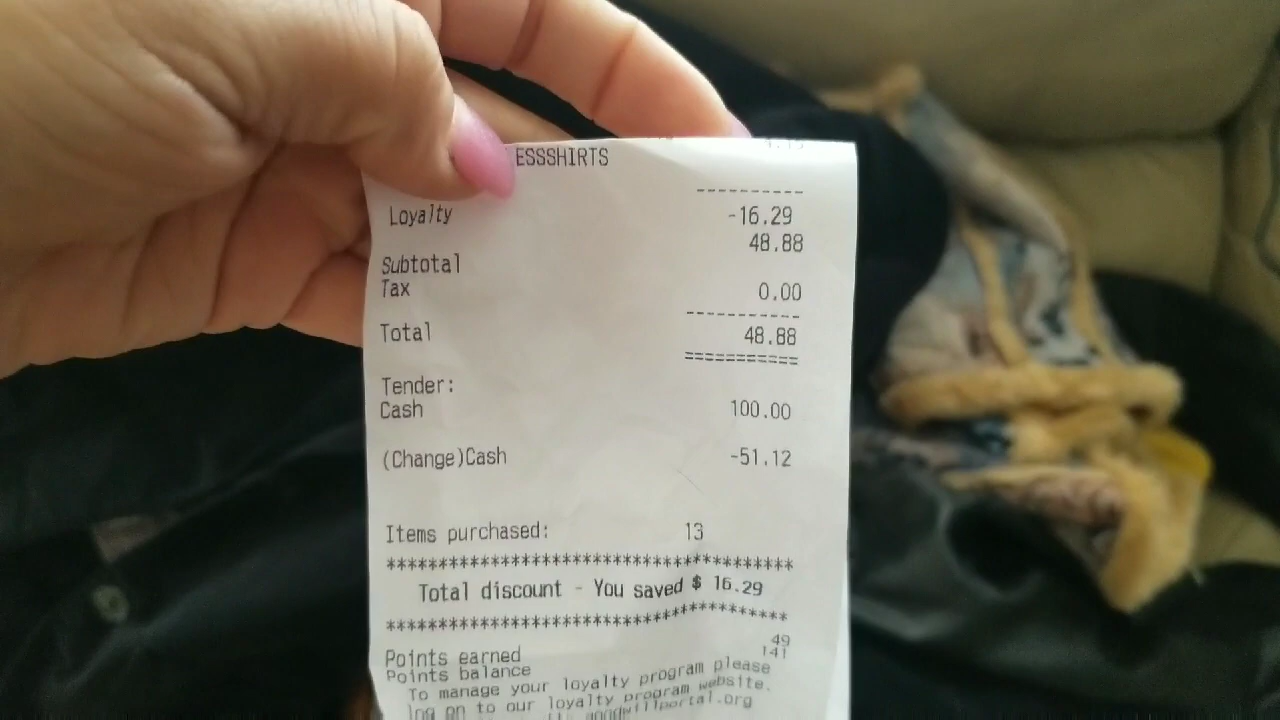 ESSSHIRTS
----------
Loyalty -16.29
48.88
Subtotal
Tax 0.00
----------
Total 48.88
==========
Tender:
Cash 100.00
(Change)Cash -51.12
Items purchased: 13
***************************************
Total discount - You saved $ 16.29
***************************************
49
Points earned
141
Points balance
To manage your loyalty program please
log on to our loyalty program website.
goodwillportal.org